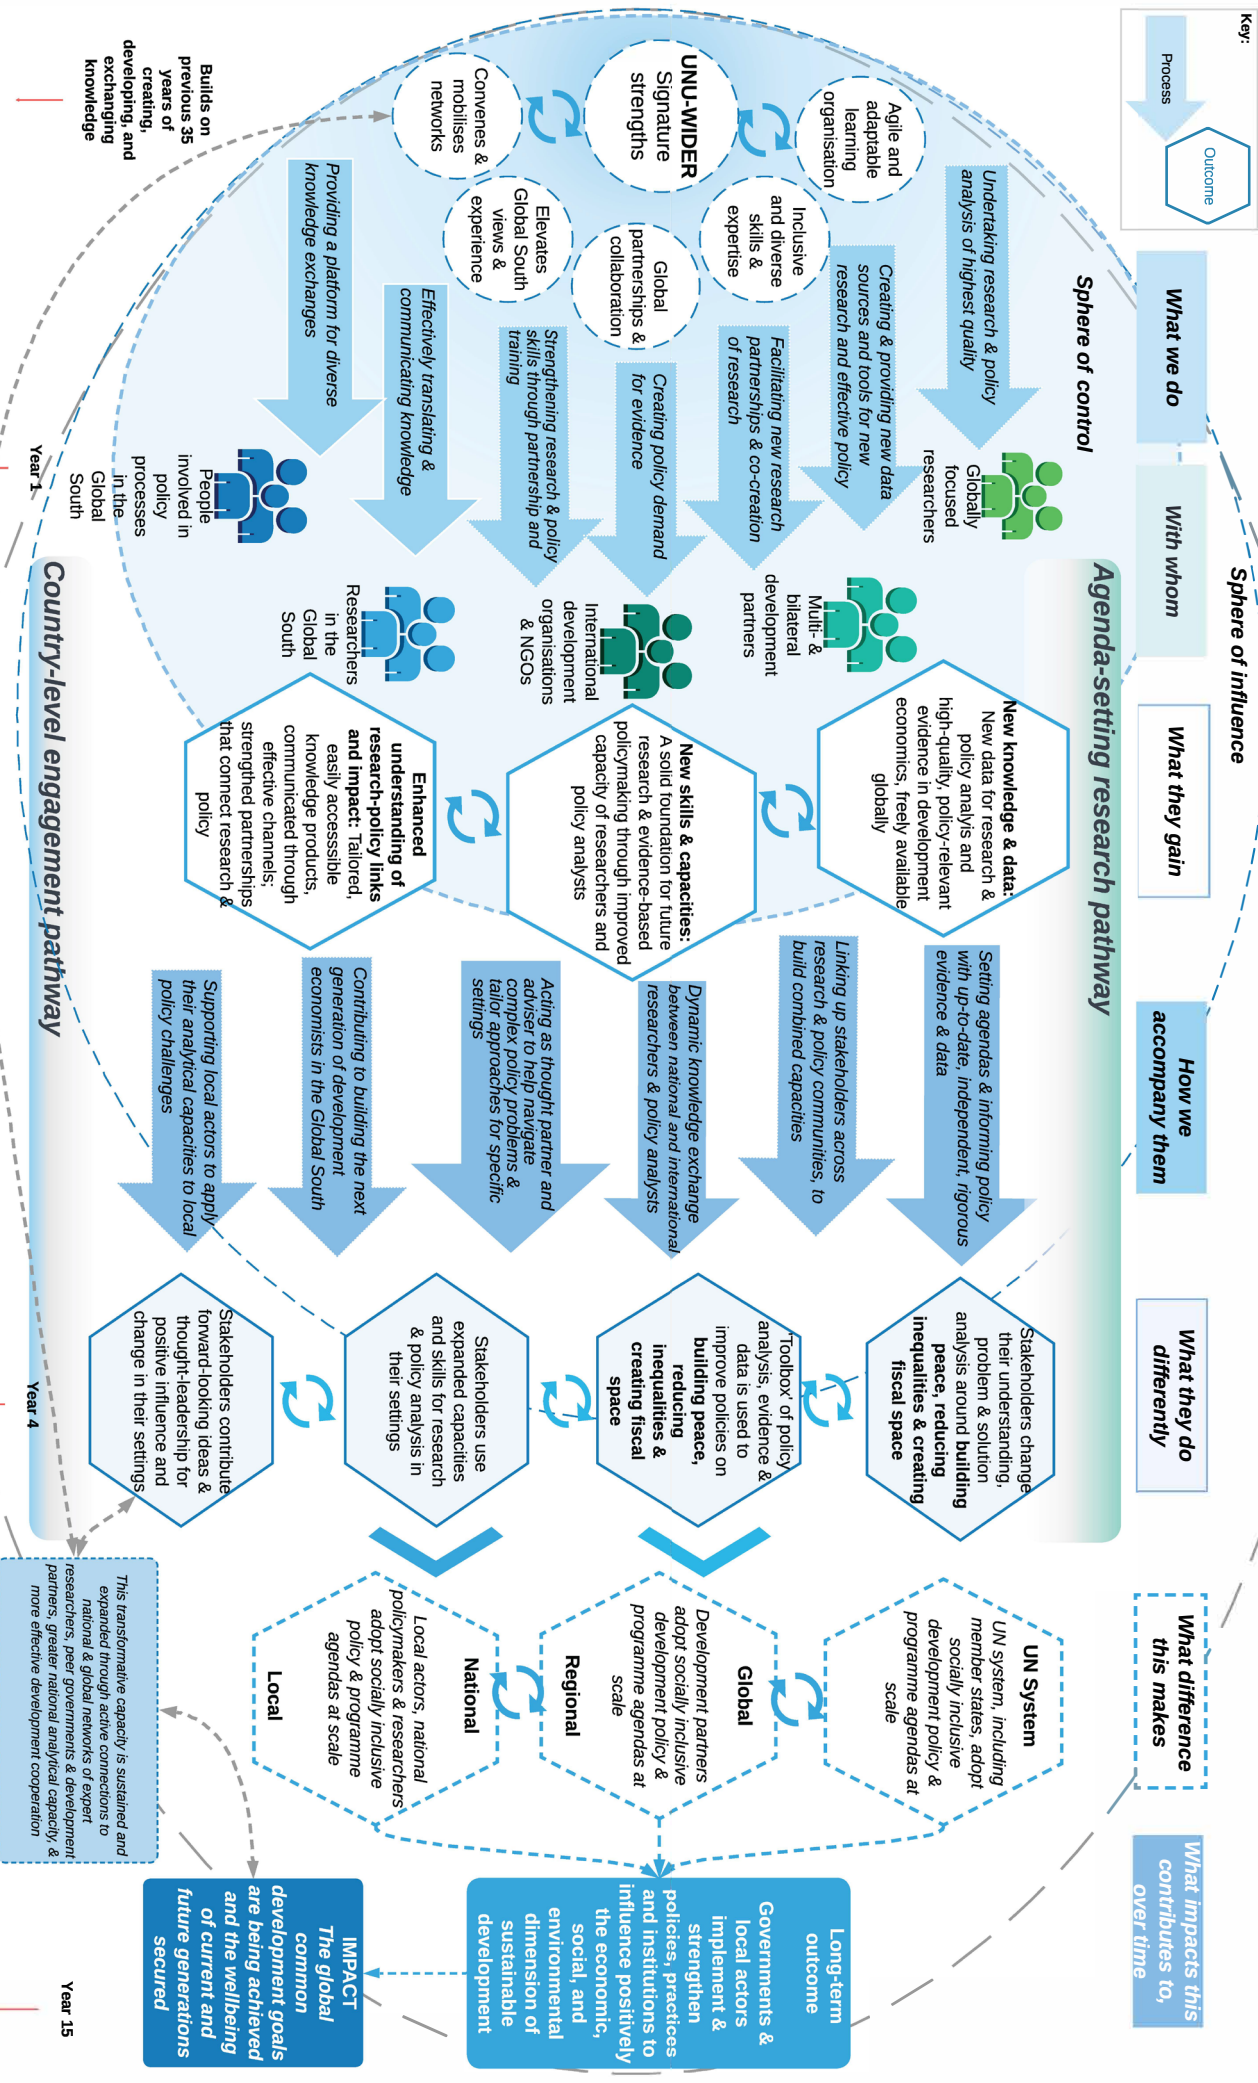 Key:
Process
Outcome
What we do
With whom
What they gain
How we
accompany them
What they do
differently
What difference
this makes
What impacts this
contributes to,
over time
Sphere of control
Sphere of influence
Agenda-setting research pathway
Agile and
adaptable
learning
organisation
UNU-WIDER
Signature
strengths
Convenes &
mobilises
networks
Inclusive
and diverse
skills &
expertise
Global
partnerships &
collaboration
Elevates
Global South
views &
experience
Undertaking research & policy
analysis of highest quality
Creating & providing new data
sources and tools for new
research and effective policy
Facilitating new research
partnerships & co-creation
of research
Creating policy demand
for evidence
Strengthening research & policy
skills through partnership and
training
Effectively translating &
communicating knowledge
Providing a platform for diverse
knowledge exchanges
Globally
focused
researchers
Multi- &
bilateral
development
partners
International
development
organisations
& NGOs
Researchers
in the
Global
South
People
involved in
policy
processes
in the
Global
South
New knowledge & data:
New data for research &
policy analyis and
high-quality, policy-relevant
evidence in development
economics, freely available
globally
New skills & capacities:
A solid foundation for future
research & evidence-based
policymaking through improved
capacity of researchers and
policy analysts
Enhanced
understanding of
research-policy links
and impact: Tailored,
easily accesssible
knowledge products,
communicated through
effective channels;
strengthened partnerships
that connect research &
policy
Setting agendas & informing policy
with up-to-date, independent, rigorous
evidence & data
Linking up stakeholders across
research & policy communities, to
build combined capacities
Dynamic knowledge exchange
between national and international
researchers & policy analysts
Acting as thought partner and
adviser to help navigate
complex policy problems &
tailor approaches for specific
settings
Contributing to building the next
generation of development
economists in the Global South
Supporting local actors to apply
their analytical capacities to local
policy challenges
Stakeholders change
their understanding,
problem & solution
analysis around building
peace, reducing
inequalities & creating
fiscal space
'Toolbox' of policy
analysis, evidence &
data is used to
improve policies on
building peace,
reducing
inequalities &
creating fiscal
space
Stakeholders use
expanded capacities
and skills for research
& policy analysis in
their settings
Stakeholders contribute
forward-looking ideas &
thought-leadership for
positive influence and
change in their settings
UN System
UN system, including
member states, adopt
socially inclusive
development policy &
programme agendas at
scale
Global
Development partners
adopt socially inclusive
development policy &
programme agendas at
scale
Regional
National
Local actors, national
policymakers & researchers
adopt socially inclusive
policy & programme
agendas at scale
Local
Long-term
outcome
Governments &
local actors
implement &
strengthen
policies, practices
and institutions to
influence positively
the economic,
social, and
environmental
dimension of
sustainable
development
IMPACT
The global
common
development goals
are being achieved
and the wellbeing
of current and
future generations
secured
Country-level engagement pathway
This transformative capacity is sustained and
expanded through active connections to
national & global networks of expert
researchers, peer governments & development
partners, greater national analytical capacity, &
more effective development cooperation
Builds on
previous 35
years of
creating,
developing, and
exchanging
knowledge
Year 1
Year 4
Year 15